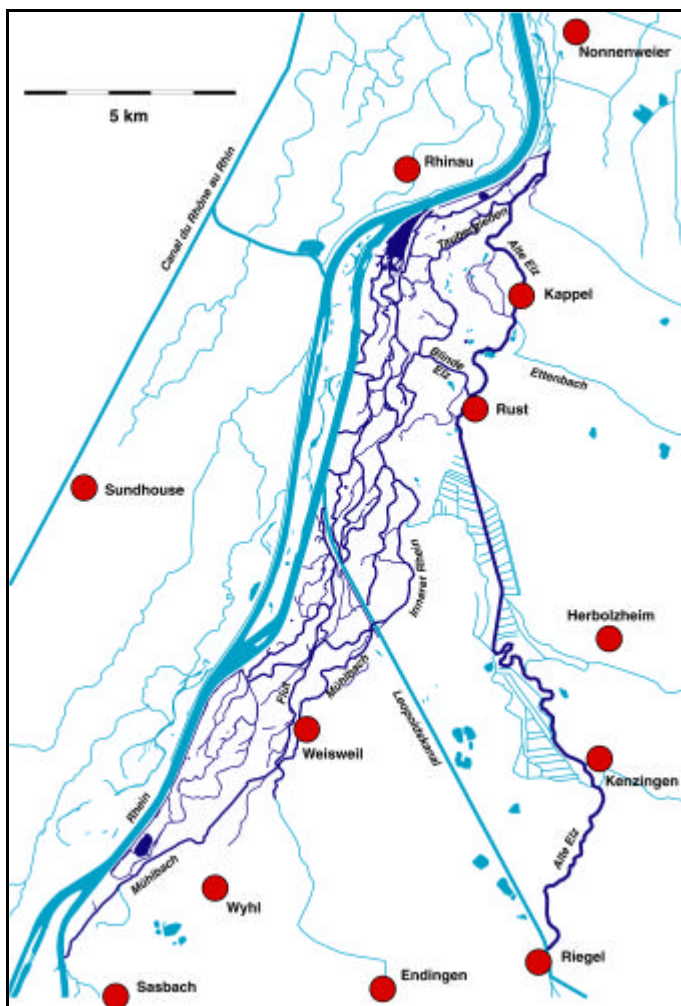 Nonnenweier
5 km
Rhinau
Canal du Rhône au Rhin
Taubergießen
Alte Elz
Kappel
Blinde
Elz
Ettenbach
Rust
Sundhouse
Innerer Rhein
Herbolzheim
Mühlbach
Flüt
Leopoldskanal
Weisweil
Kenzingen
Rhein
Alte Elz
Mühlbach
Wyhl
Riegel
Endingen
Sasbach